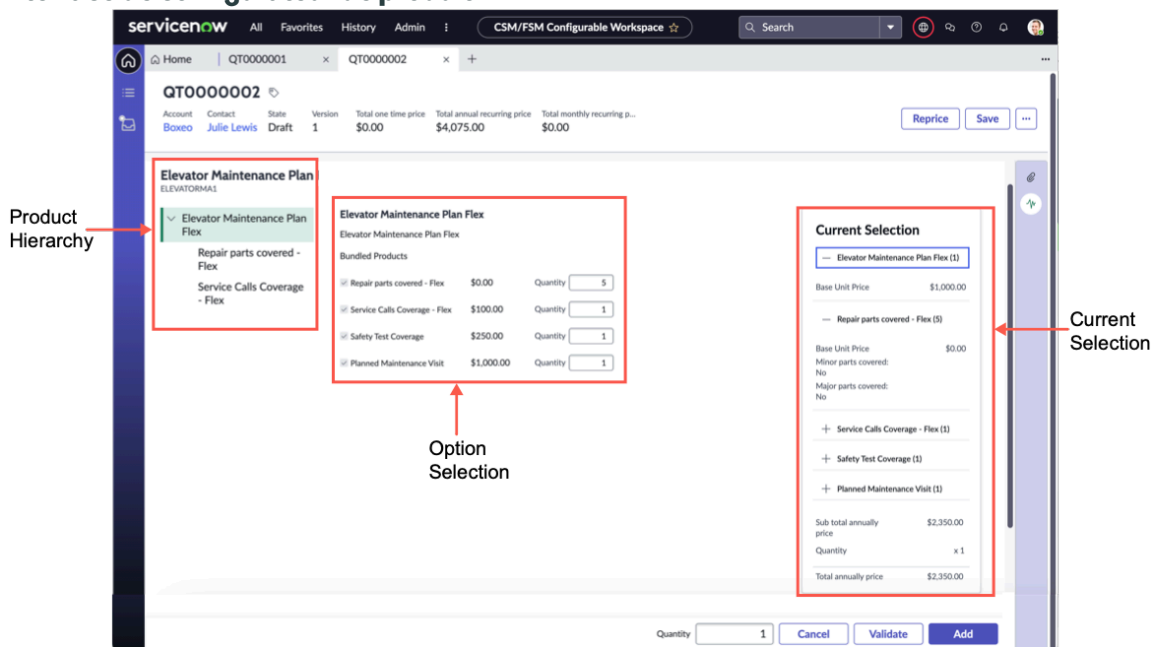 servicenow All Favorites History Admin CSM/FSM Configurable Workspace Search
Home QT0000001 × QT0000002 × +
QT0000002
Account Contact State Version Total one time price Total annual recurring price Total monthly recurring p...
Boxeo Julie Lewis Draft 1 $0.00 $4,075.00 $0.00
Reprice Save ...
Product
Hierarchy
Elevator Maintenance Plan
ELEVATORMA1
Elevator Maintenance Plan
Flex
Repair parts covered -
Flex
Service Calls Coverage
- Flex
Elevator Maintenance Plan Flex
Elevator Maintenance Plan Flex
Bundled Products
Repair parts covered - Flex $0.00 Quantity 5
Service Calls Coverage - Flex $100.00 Quantity 1
Safety Test Coverage $250.00 Quantity 1
Planned Maintenance Visit $1,000.00 Quantity 1
Option
Selection
Current Selection
Elevator Maintenance Plan Flex (1)
Base Unit Price $1,000.00
Repair parts covered - Flex (5)
Base Unit Price $0.00
Minor parts covered:
No
Major parts covered:
No
Service Calls Coverage - Flex (1)
Safety Test Coverage (1)
Planned Maintenance Visit (1)
Sub total annually $2,350.00
price
Quantity x 1
Total annually price $2,350.00
Current
Selection
Quantity 1 Cancel Validate Add